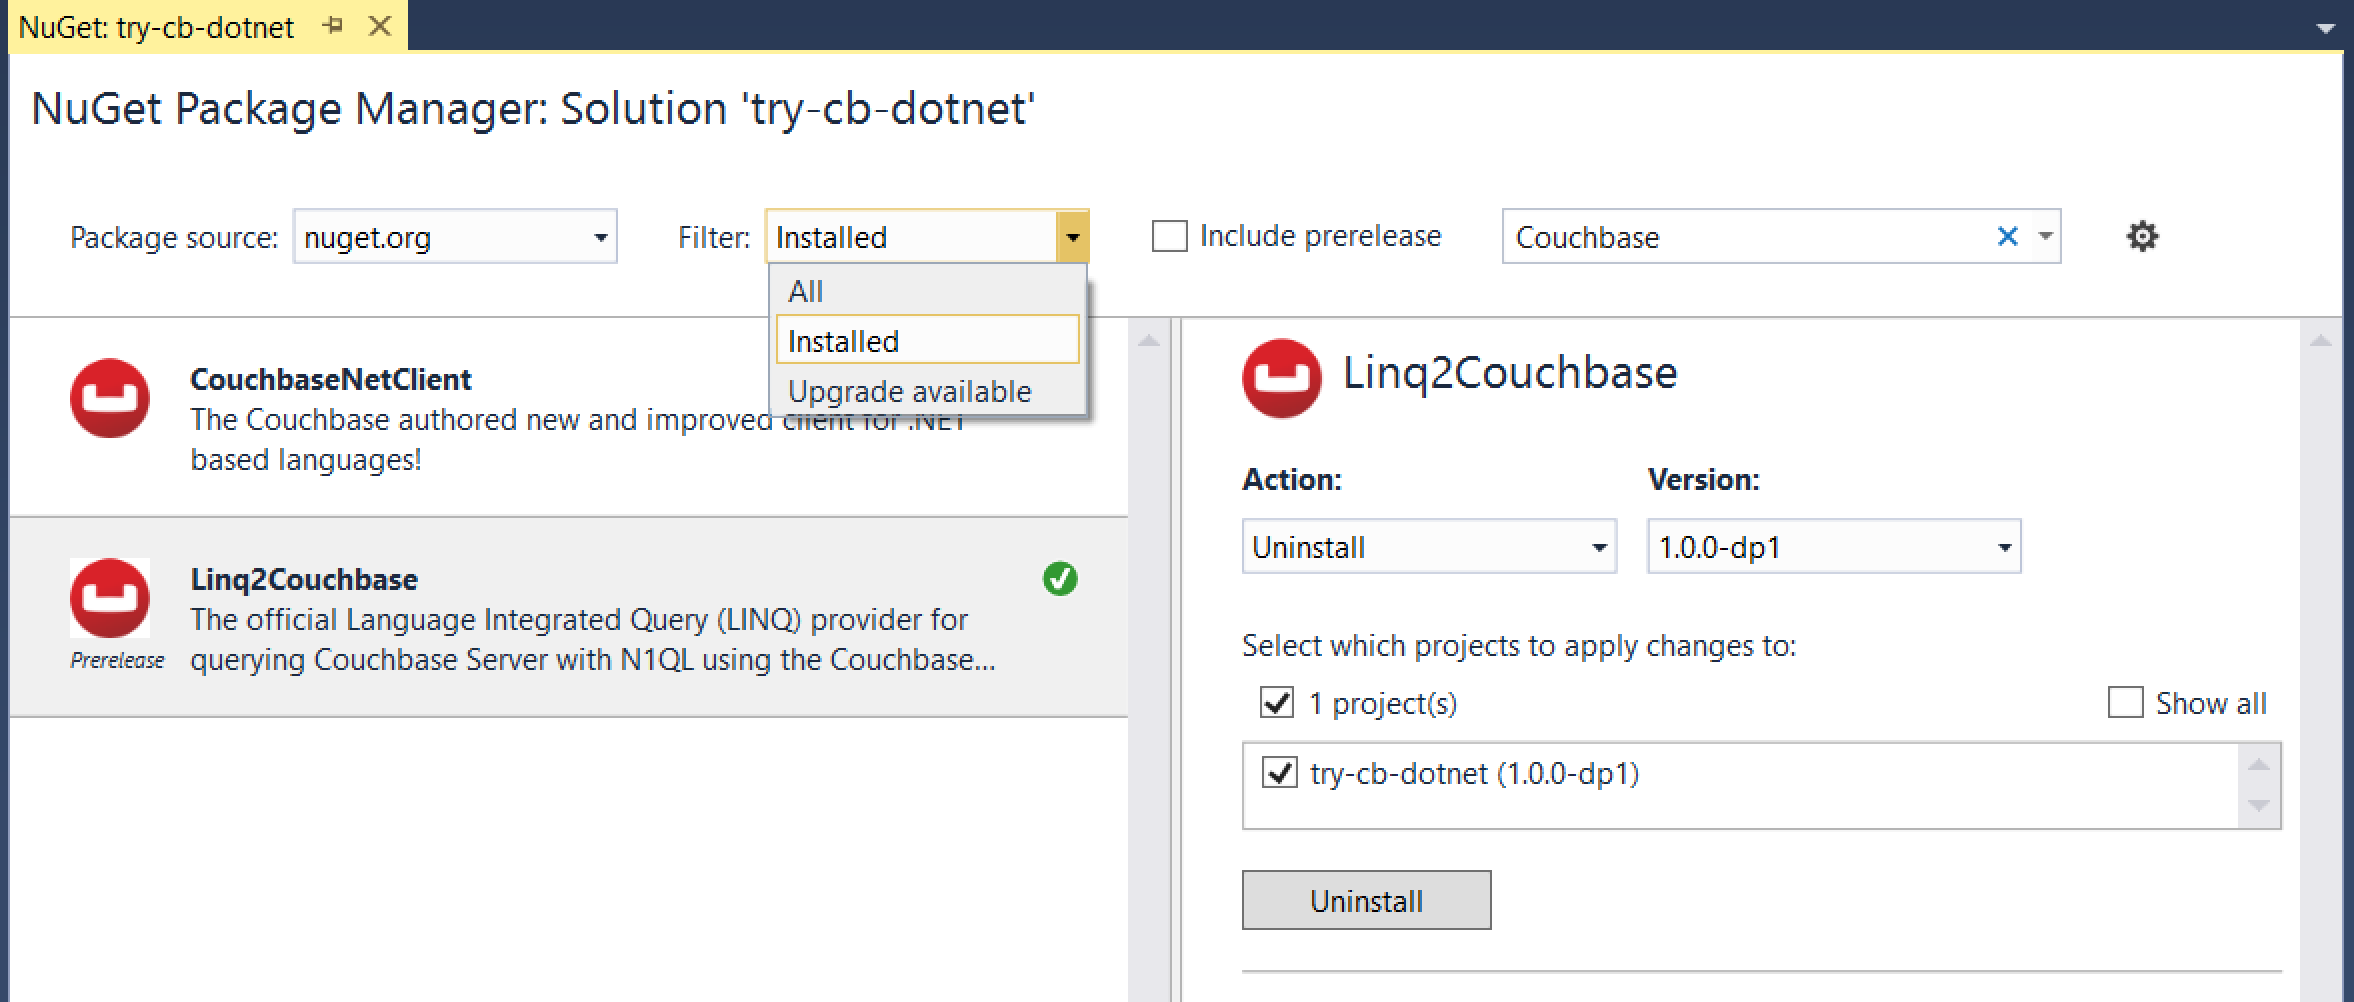 NuGet: try-cb-dotnet
NuGet Package Manager: Solution 'try-cb-dotnet'
Package source: nuget.org Filter: Installed Include prerelease Couchbase
All
Installed
Upgrade available
CouchbaseNetClient
The Couchbase authored new and improved client for .NET
based languages!
Linq2Couchbase
The official Language Integrated Query (LINQ) provider for
querying Couchbase Server with N1QL using the Couchbase...
Prerelease
Linq2Couchbase
Action: Version:
Uninstall 1.0.0-dp1
Select which projects to apply changes to:
1 project(s) Show all
try-cb-dotnet (1.0.0-dp1)
Uninstall